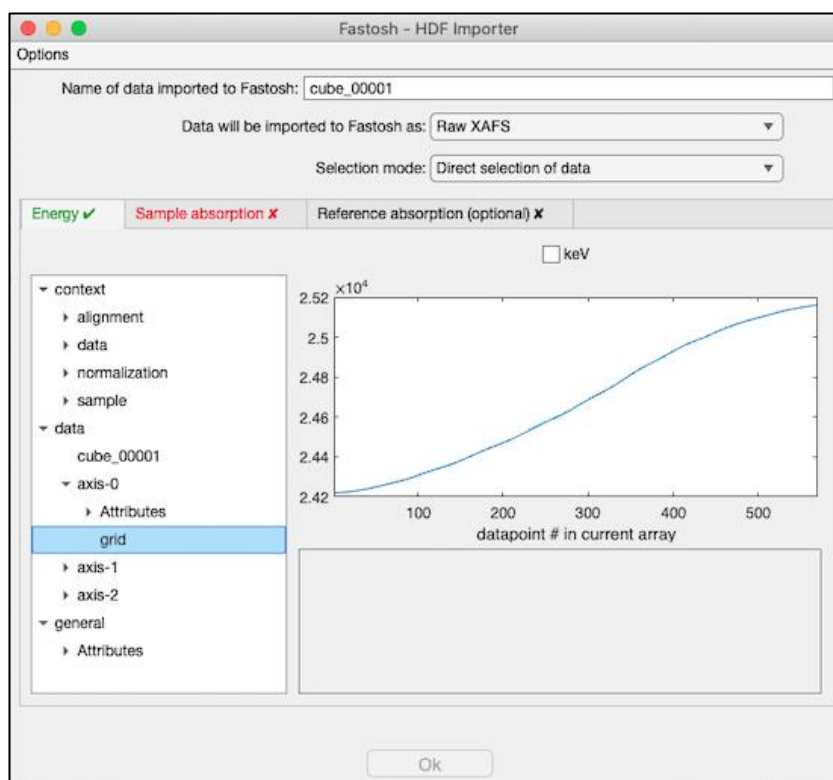 Fastosh - HDF Importer
Options
Name of data imported to Fastosh: cube_00001
Data will be imported to Fastosh as: Raw XAFS
Selection mode: Direct selection of data
Energy ✔ Sample absorption ✘ Reference absorption (optional) ✘
keV
context
alignment
data
normalization
sample
data
cube_00001
axis-0
Attributes
grid
axis-1
axis-2
general
Attributes
×10⁴
2.52
2.5
2.48
2.46
2.44
2.42
100 200 300 400 500
datapoint # in current array
Ok